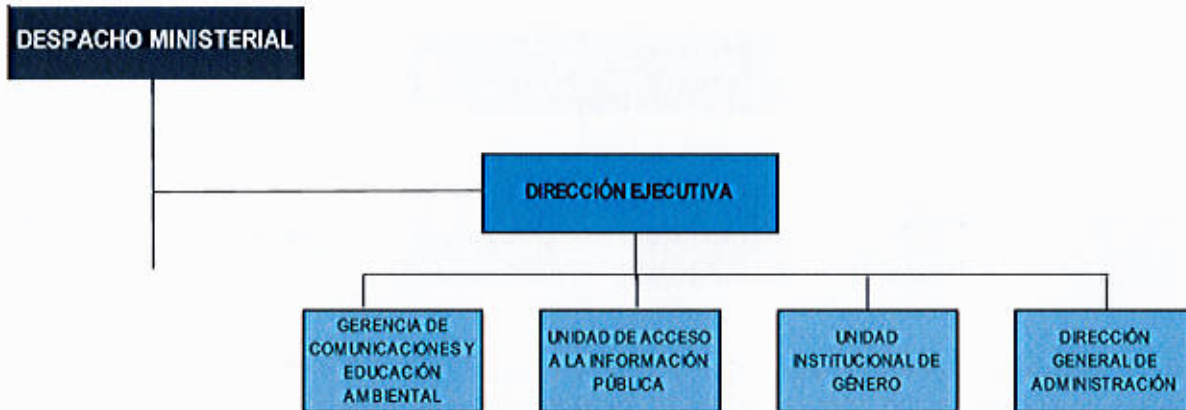 DESPACHO MINISTERIAL
DIRECCIÓN EJECUTIVA
GERENCIA DE
COMUNICACIONES Y
EDUCACIÓN
AMBIENTAL
UNIDAD DE ACCESO
A LA INFORMACIÓN
PÚBLICA
UNIDAD
INSTITUCIONAL DE
GÉNERO
DIRECCIÓN
GENERAL DE
ADMINISTRACIÓN